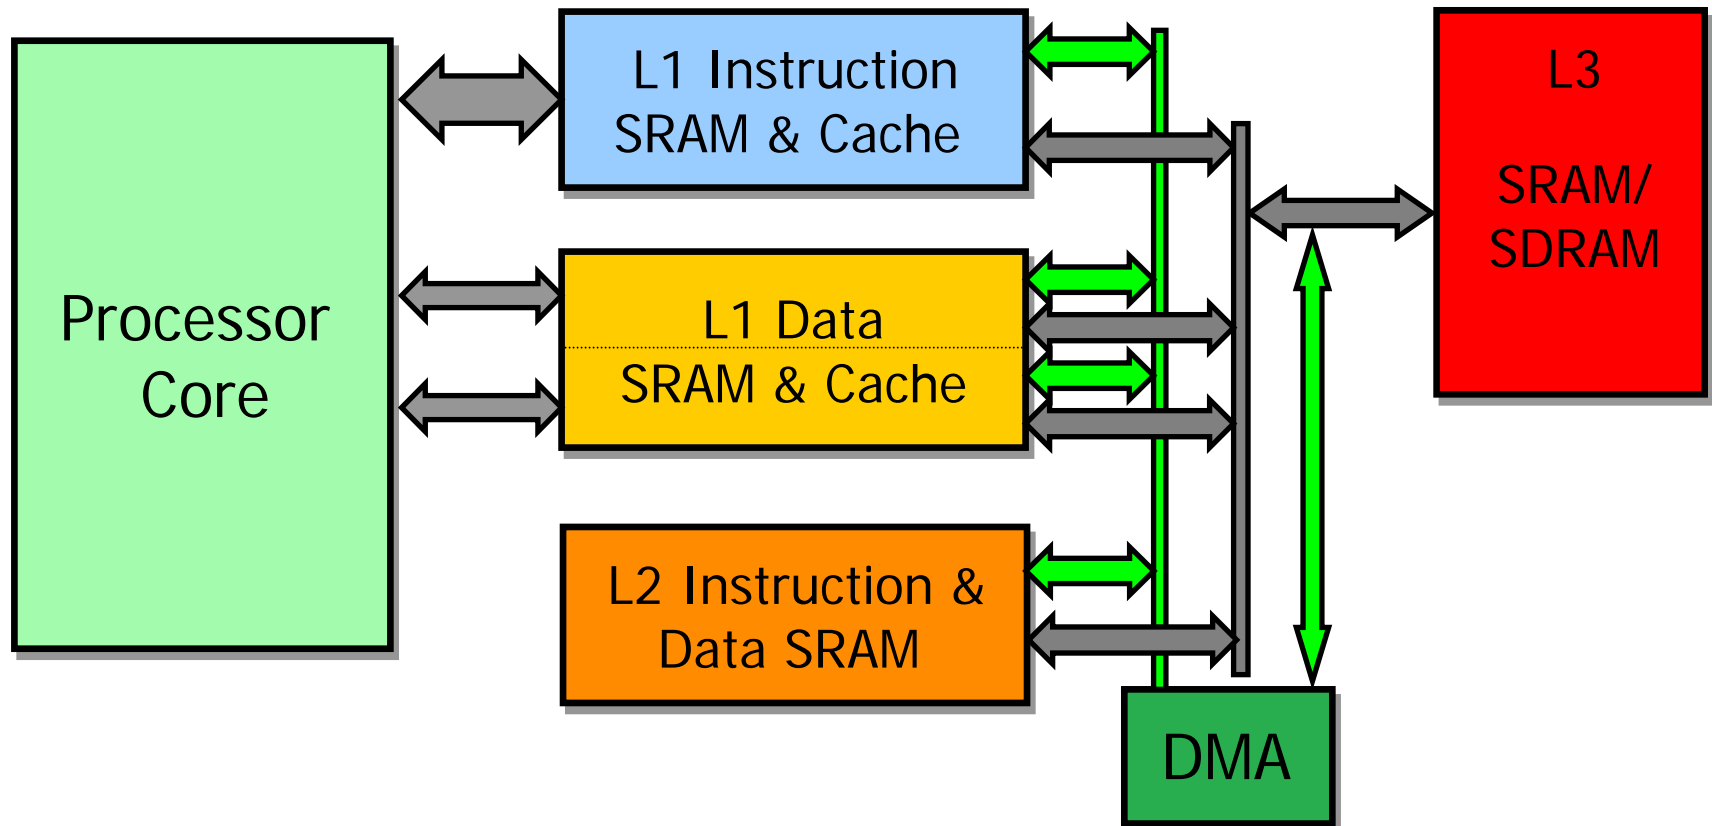 Processor
Core
L1 Instruction
SRAM & Cache
L1 Data
SRAM & Cache
L2 Instruction &
Data SRAM
L3
SRAM/
SDRAM
DMA